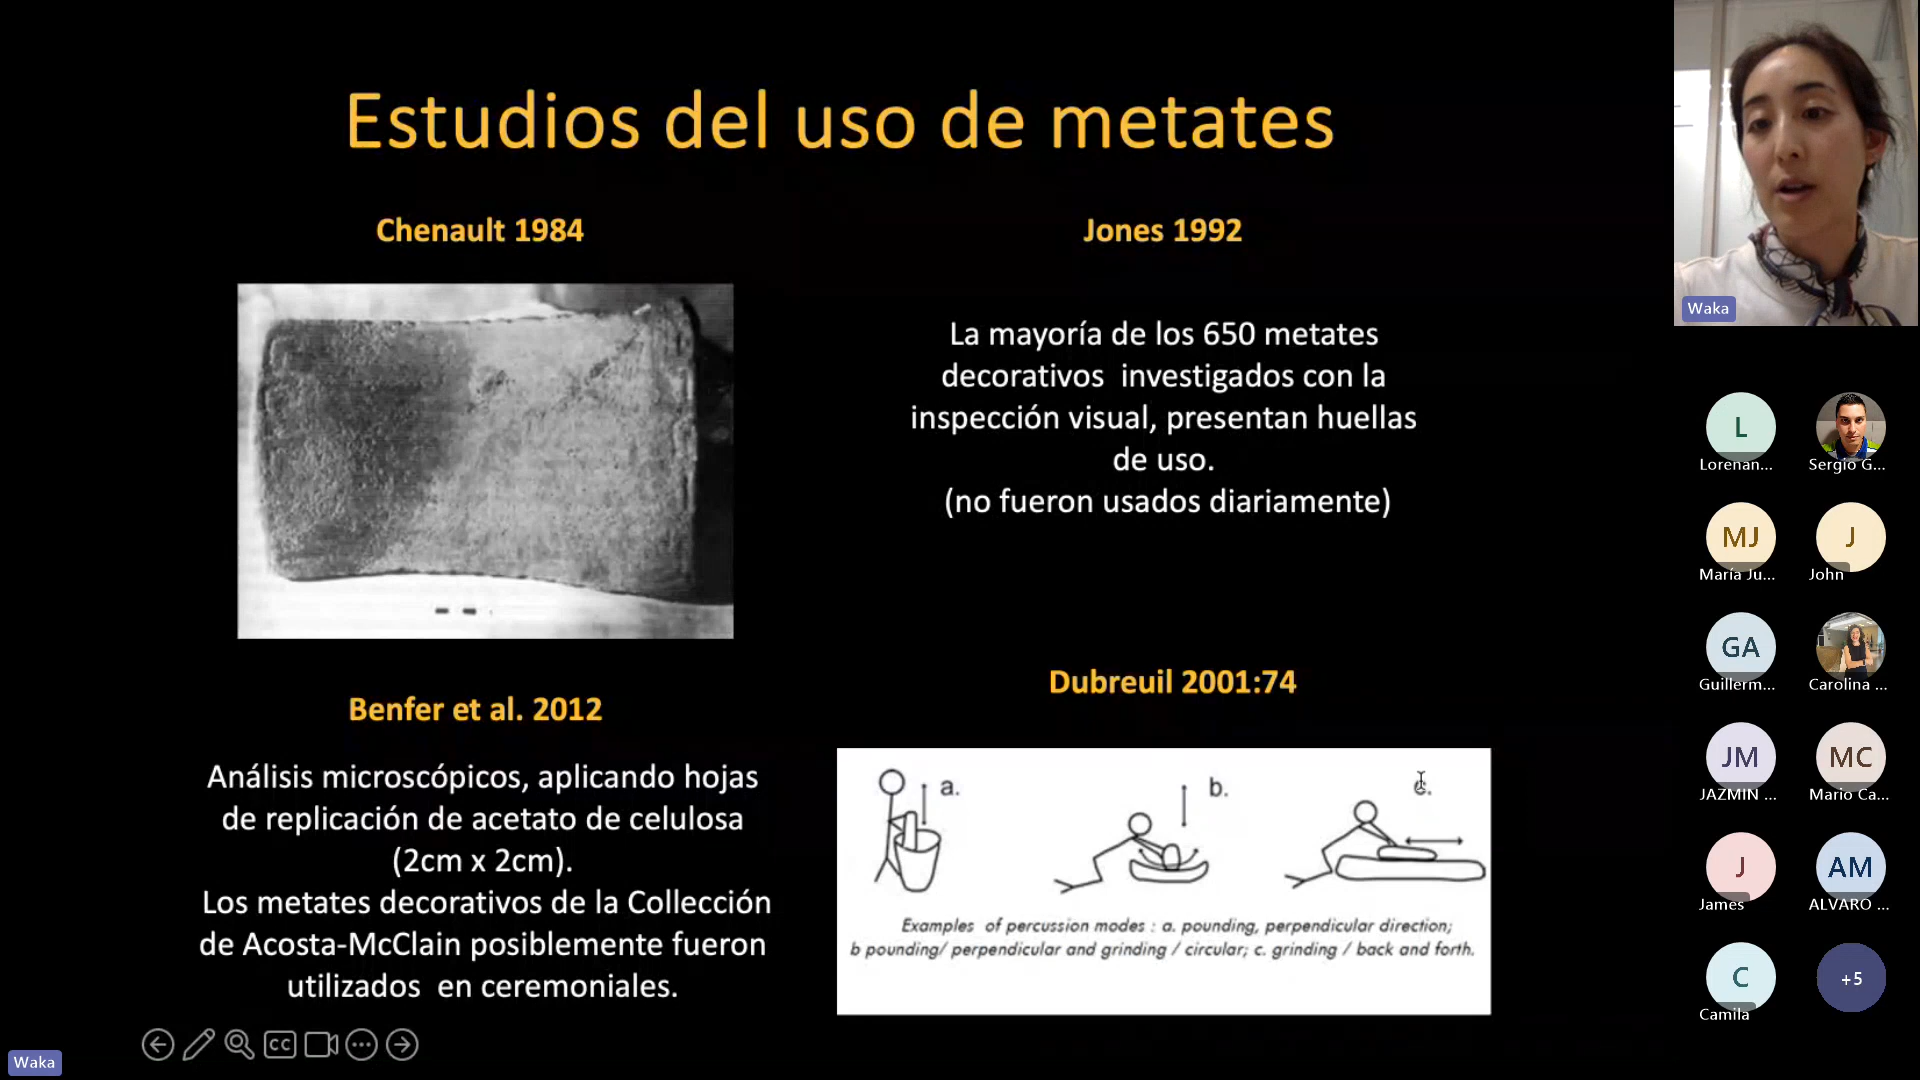 Estudios del uso de metates
Chenault 1984
Jones 1992
La mayoría de los 650 metates
decorativos investigados con la
inspección visual, presentan huellas
de uso.
(no fueron usados diariamente)
Benfer et al. 2012
Análisis microscópicos, aplicando hojas
de replicación de acetato de celulosa
(2cm x 2cm).
Los metates decorativos de la Collección
de Acosta-McClain posiblemente fueron
utilizados en ceremoniales.
Dubreuil 2001:74
a.
b.
c.
Examples of percussion modes : a. pounding, perpendicular direction;
b pounding/ perpendicular and grinding / circular; c. grinding / back and forth.
Waka
L
Lorenan...
Sergio G...
MJ
María Ju...
J
John
GA
Guillerm...
Carolina ...
JM
JAZMIN ...
MC
Mario Ca...
J
James
AM
ALVARO ...
C
Camila
+5
CC
Waka